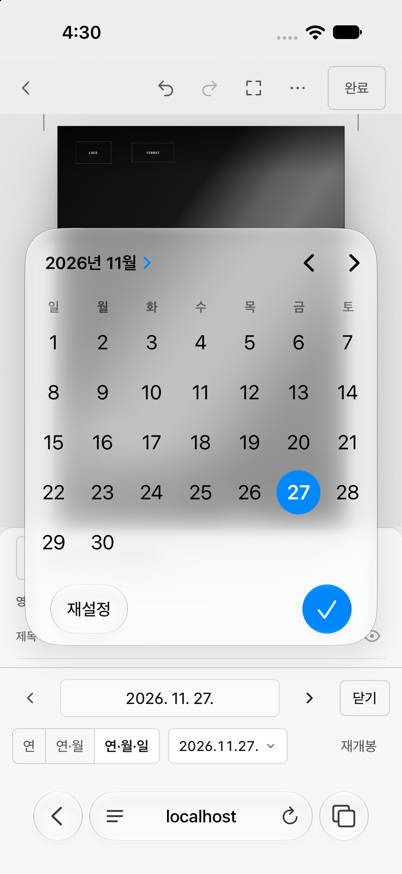 4:30
완료
2026년 11월
일 월 화 수 목 금 토
1 2 3 4 5 6 7
8 9 10 11 12 13 14
15 16 17 18 19 20 21
22 23 24 25 26 27 28
29 30
재설정
영
제목
2026. 11. 27.
닫기
연 연·월 연·월·일 2026.11.27. 재개봉
localhost